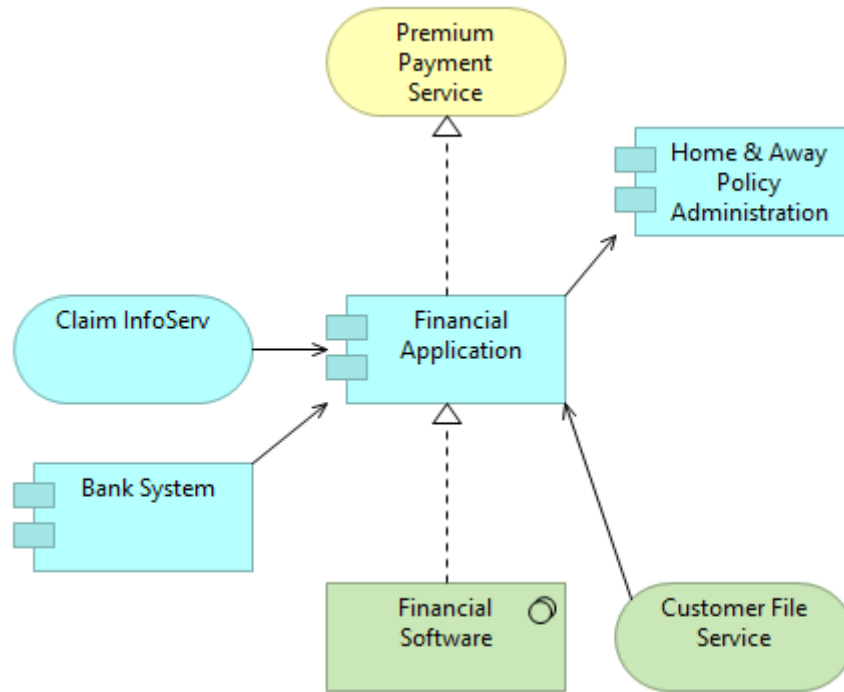 Premium
Payment
Service
Home & Away
Policy
Administration
Claim InfoServ
Financial
Application
Bank System
Financial
Software
Customer File
Service